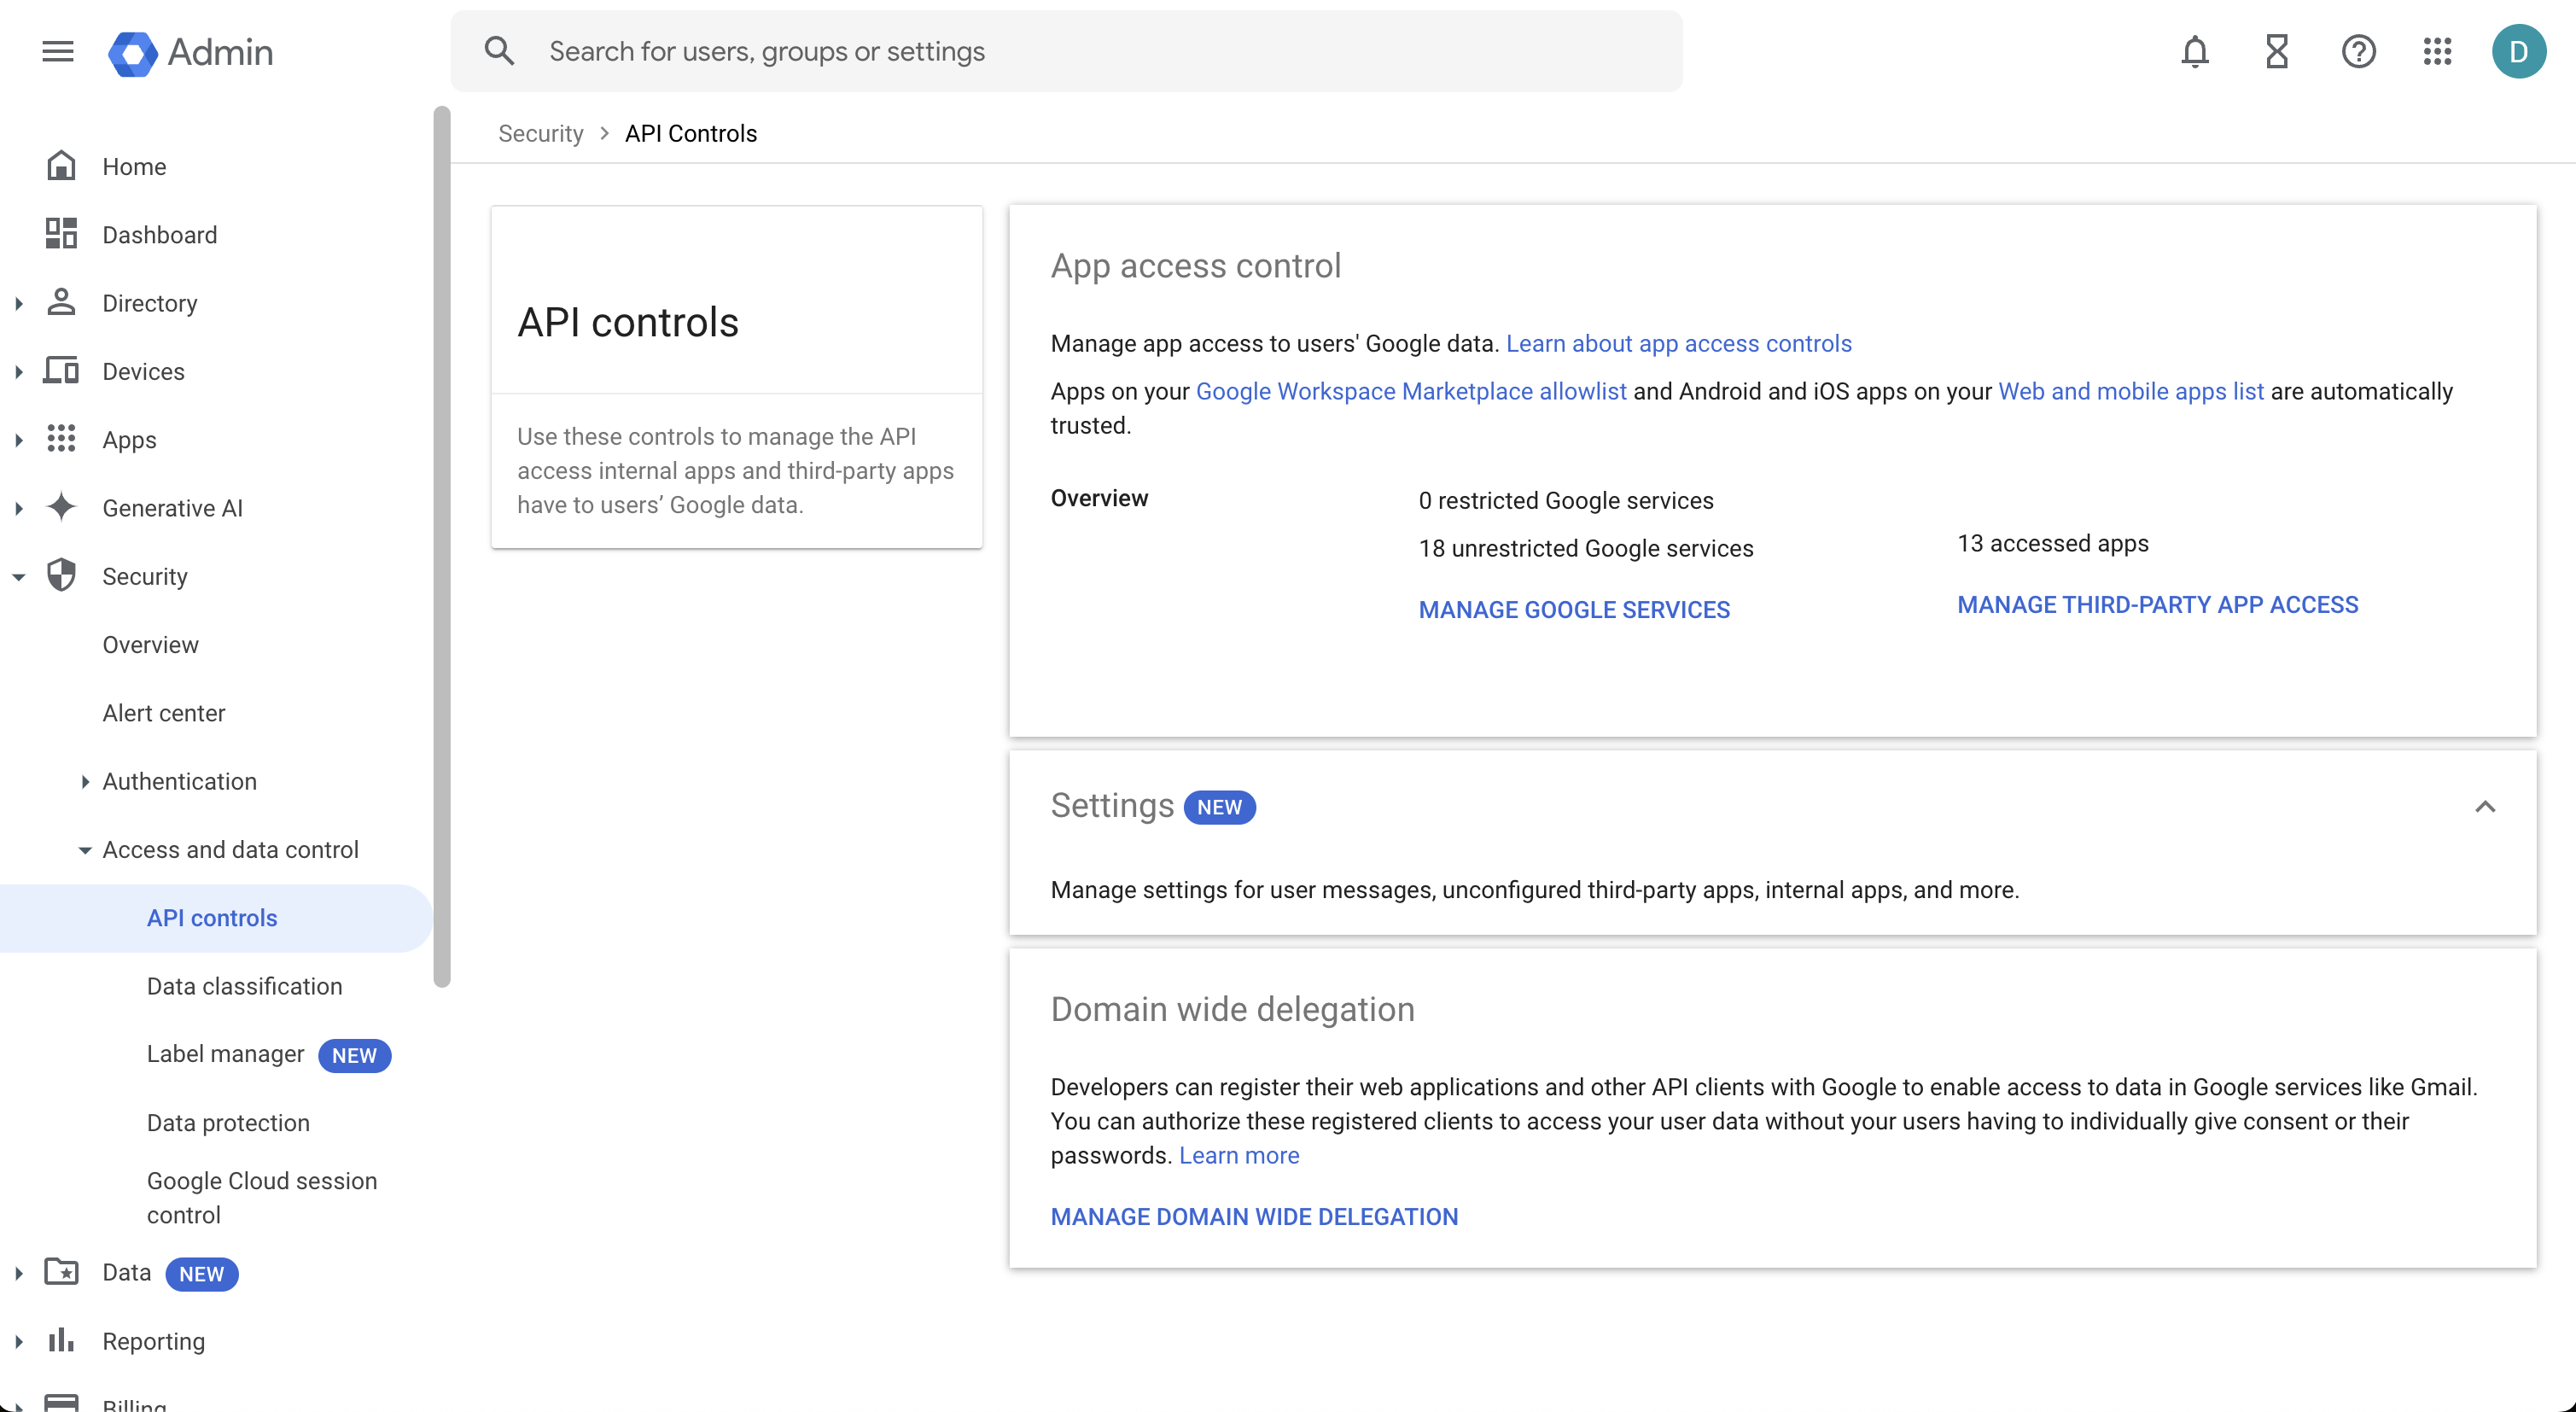 Admin
Search for users, groups or settings
D
Home
Dashboard
Directory
Devices
Apps
Generative AI
Security
Overview
Alert center
Authentication
Access and data control
API controls
Data classification
Label manager NEW
Data protection
Google Cloud session
control
Data NEW
Reporting
Billing
Security > API Controls
API controls
Use these controls to manage the API
access internal apps and third-party apps
have to users’ Google data.
App access control
Manage app access to users' Google data. Learn about app access controls
Apps on your Google Workspace Marketplace allowlist and Android and iOS apps on your Web and mobile apps list are automatically
trusted.
Overview
0 restricted Google services
18 unrestricted Google services
MANAGE GOOGLE SERVICES
13 accessed apps
MANAGE THIRD-PARTY APP ACCESS
Settings NEW
Manage settings for user messages, unconfigured third-party apps, internal apps, and more.
Domain wide delegation
Developers can register their web applications and other API clients with Google to enable access to data in Google services like Gmail.
You can authorize these registered clients to access your user data without your users having to individually give consent or their
passwords. Learn more
MANAGE DOMAIN WIDE DELEGATION